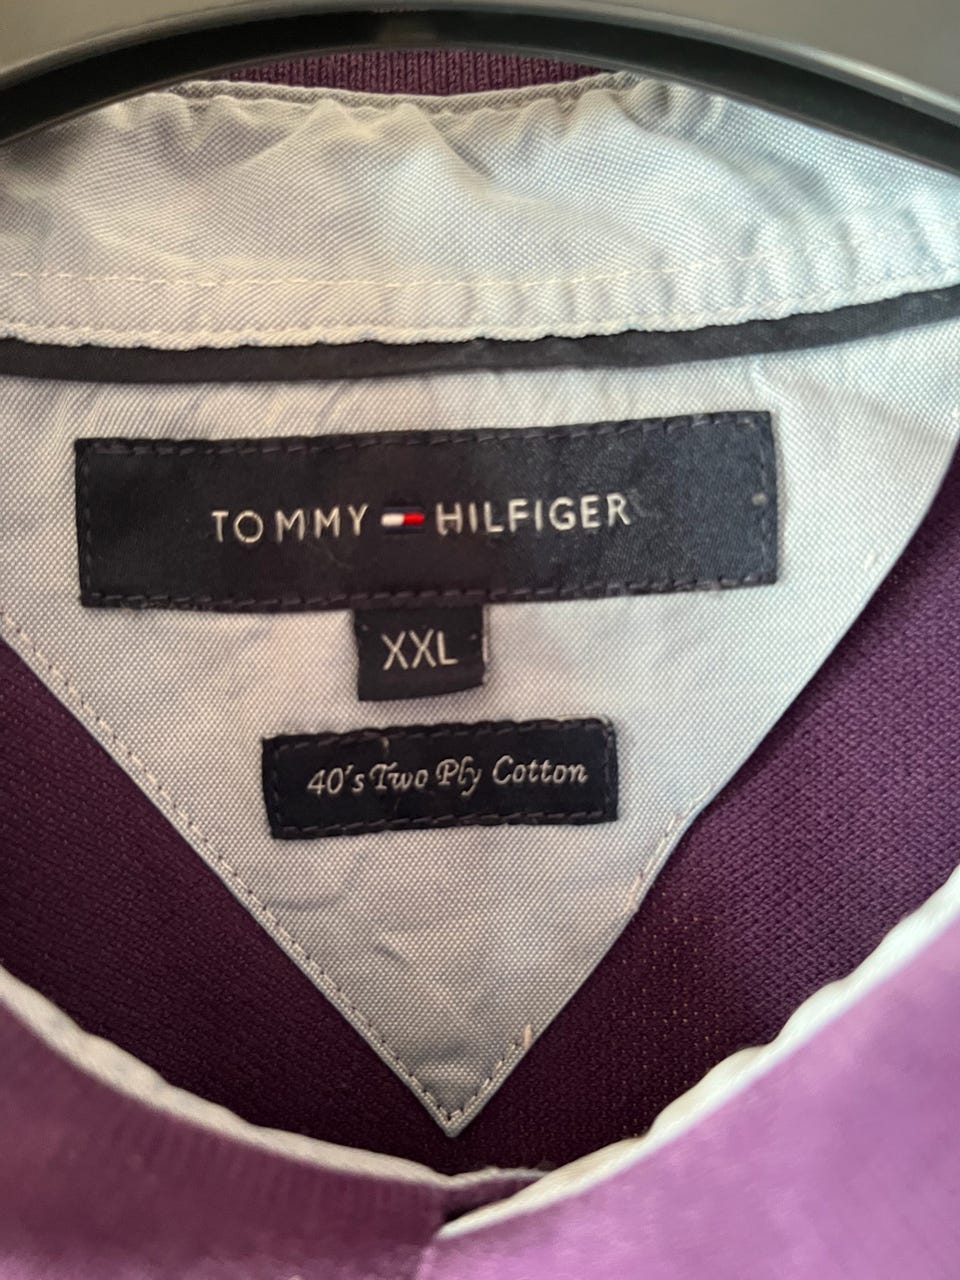 TOMMY HILFIGER
XXL
40's Two Ply Cotton